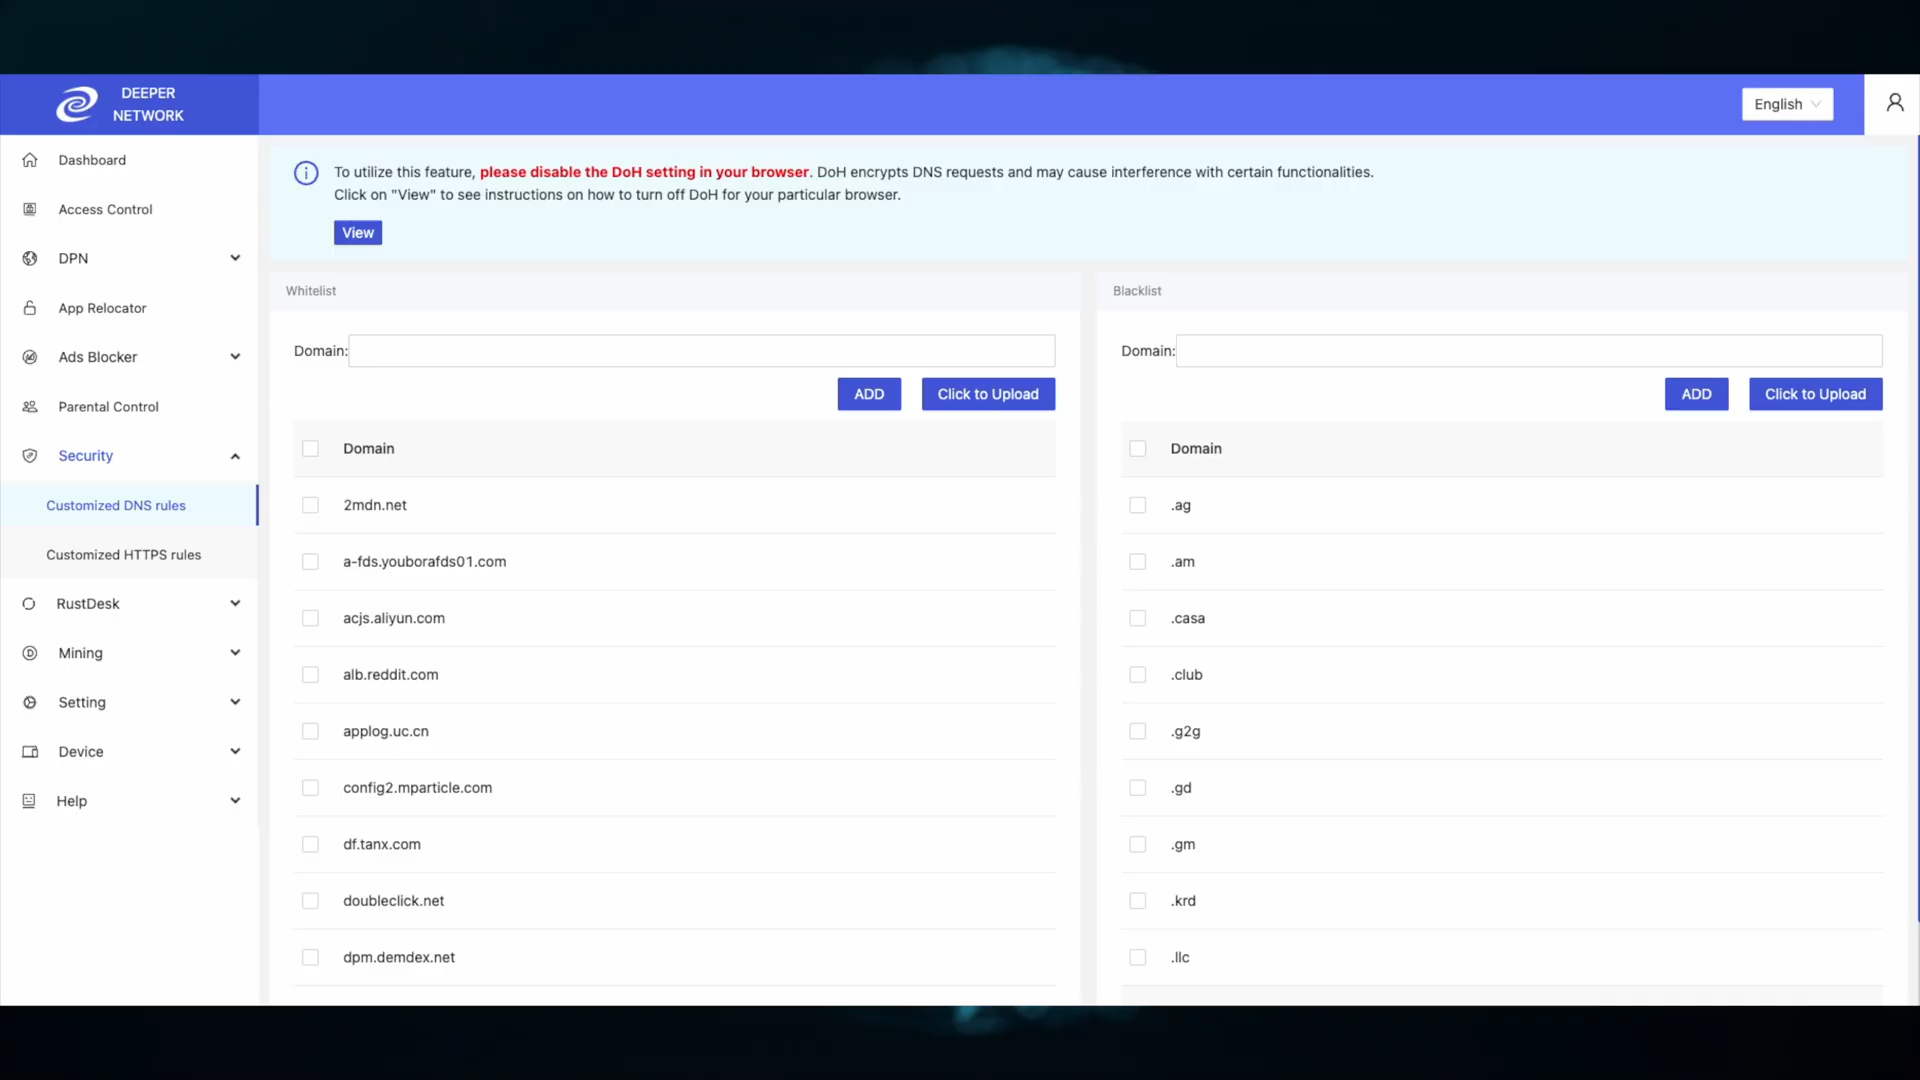 DEEPER
NETWORK
English
Dashboard
Access Control
DPN
App Relocator
Ads Blocker
Parental Control
Security
Customized DNS rules
Customized HTTPS rules
RustDesk
Mining
Setting
Device
Help
To utilize this feature, please disable the DoH setting in your browser. DoH encrypts DNS requests and may cause interference with certain functionalities.
Click on "View" to see instructions on how to turn off DoH for your particular browser.
View
Whitelist
Domain:
ADD Click to Upload
Domain
2mdn.net
a-fds.youborafds01.com
acjs.aliyun.com
alb.reddit.com
applog.uc.cn
config2.mparticle.com
df.tanx.com
doubleclick.net
dpm.demdex.net
Blacklist
Domain:
ADD Click to Upload
Domain
.ag
.am
.casa
.club
.g2g
.gd
.gm
.krd
.llc